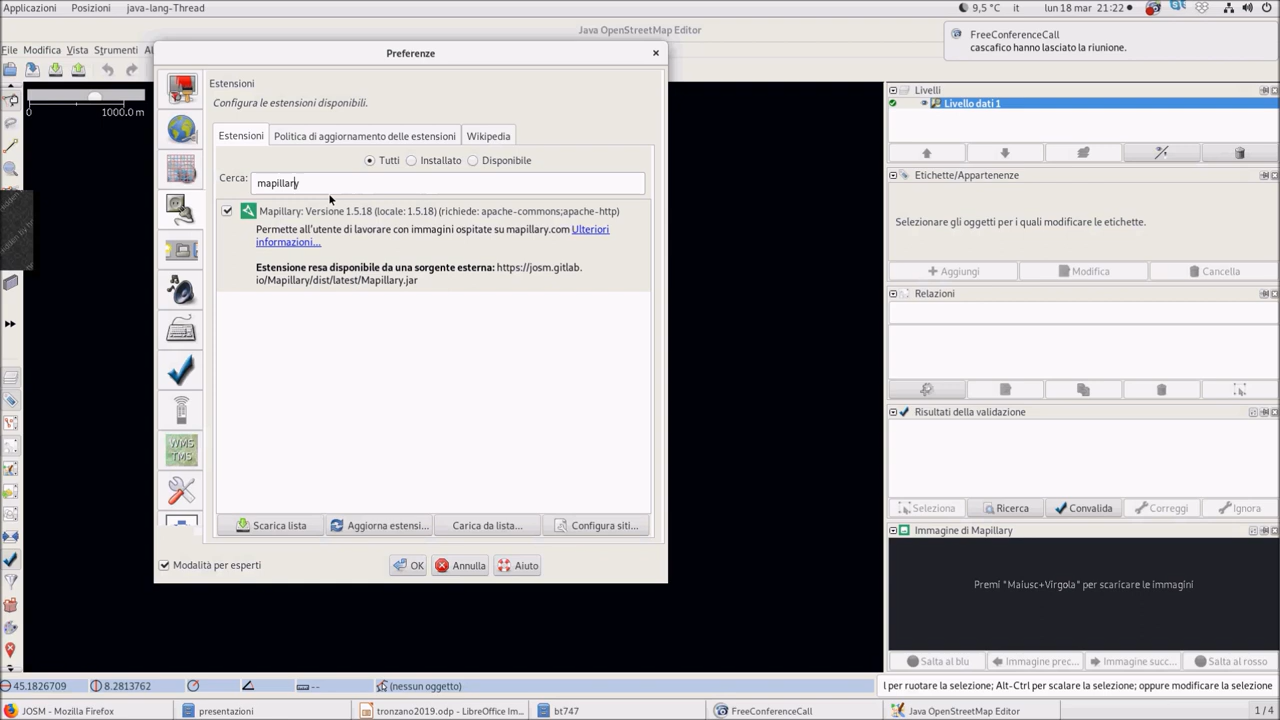 Applicazioni Posizioni java-lang-Thread 9,5 °C it lun 18 mar 21:22
Java OpenStreetMap Editor
FreeConferenceCall
cascafico hanno lasciato la riunione.
File Modifica Vista Strumenti
Preferenze
0 1000.0 m
Estensioni
Configura le estensioni disponibili.
Estensioni Politica di aggiornamento delle estensioni Wikipedia
Tutti Installato Disponibile
Cerca: mapillary
Mapillary: Versione 1.5.18 (locale: 1.5.18) (richiede: apache-commons;apache-http)
Permette all'utente di lavorare con immagini ospitate su mapillary.com Ulteriori
informazioni...
Estensione resa disponibile da una sorgente esterna: https://josm.gitlab.
io/Mapillary/dist/latest/Mapillary.jar
WMS
TMS
Scarica lista Aggiorna estensi... Carica da lista... Configura siti...
Modalità per esperti OK Annulla Aiuto
Livelli
Livello dati 1
Etichette/Appartenenze
Selezionare gli oggetti per i quali modificare le etichette.
Aggiungi Modifica Cancella
Relazioni
Risultati della validazione
Seleziona Ricerca Convalida Correggi Ignora
Immagine di Mapillary
Premi "Maiusc+Virgola" per scaricare le immagini
Salta al blu Immagine prec... Immagine succ... Salta al rosso
45.1826709 8.2813762 -- (nessun oggetto) l per ruotare la selezione; Alt-Ctrl per scalare la selezione; oppure modificare la selezione
JOSM - Mozilla Firefox presentazioni tronzano2019.odp - LibreOffice Im... bt747 FreeConferenceCall Java OpenStreetMap Editor 1 / 4